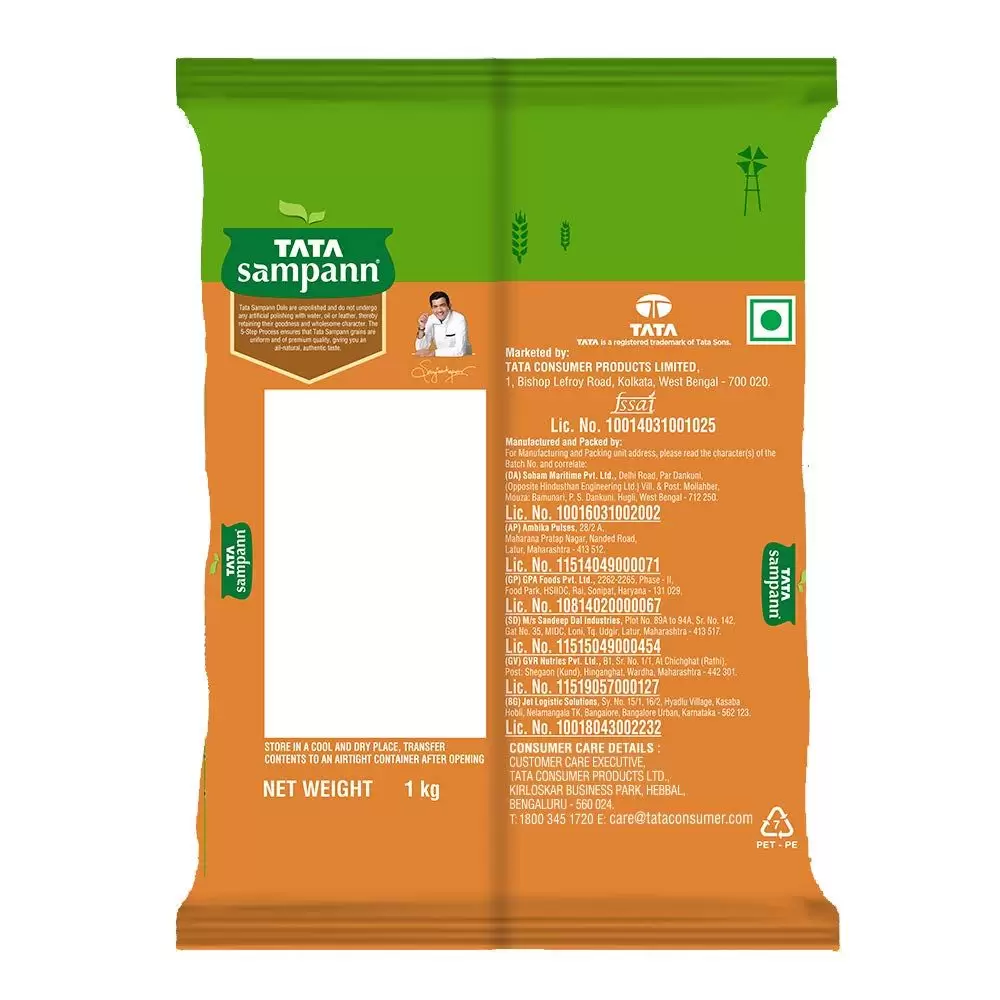 TATA
sampann
Tata Sampann Dals are unpolished and do not undergo
any artificial polishing with water, oil or leather, thereby
retaining their goodness and wholesome character. The
5-Step Process ensures that Tata Sampann grains are
uniform and of premium quality, giving you an
all-natural, authentic taste.
TATA
sampann
STORE IN A COOL AND DRY PLACE, TRANSFER
CONTENTS TO AN AIRTIGHT CONTAINER AFTER OPENING
NET WEIGHT 1 kg
TATA
TATA is a registered trademark of Tata Sons.
Marketed by:
TATA CONSUMER PRODUCTS LIMITED,
1, Bishop Lefroy Road, Kolkata, West Bengal - 700 020.
fssai
Lic. No. 10014031001025
Manufactured and Packed by:
For Manufacturing and Packing unit address, please read the character(s) of the
Batch No. and correlate:
(DA) Soham Maritime Pvt. Ltd., Delhi Road, Par Dankuni,
(Opposite Hindusthan Engineering Ltd.) Vill. & Post: Mollahber,
Mouza: Bamunari, P. S. Dankuni, Hugli, West Bengal - 712 250.
Lic. No. 10016031002002
(AP) Ambika Pulses, 28/2 A,
Maharana Pratap Nagar, Nanded Road,
Latur, Maharashtra - 413 512.
Lic. No. 11514049000071
(GP) GPA Foods Pvt. Ltd., 2262-2265, Phase - II,
Food Park, HSIIDC, Rai, Sonipat, Haryana - 131 029.
Lic. No. 10814020000067
(SD) M/s Sandeep Dal Industries, Plot No. 89A to 94A, Sr. No. 142,
Gat No. 35, MIDC, Loni, Tq. Udgir, Latur, Maharashtra - 413 517.
Lic. No. 11515049000454
(GV) GVR Nutries Pvt. Ltd., B1, Sr. No. 1/1, At Chichghat (Rathi),
Post: Shegaon (Kund), Hinganghat, Wardha, Maharashtra - 442 301.
Lic. No. 11519057000127
(BG) Jet Logistic Solutions, Sy. No. 15/1, 16/2, Hyadlu Village, Kasaba
Hobli, Nelamangala TK, Bangalore, Bangalore Urban, Karnataka - 562 123.
Lic. No. 10018043002232
CONSUMER CARE DETAILS :
CUSTOMER CARE EXECUTIVE,
TATA CONSUMER PRODUCTS LTD.,
KIRLOSKAR BUSINESS PARK, HEBBAL,
BENGALURU - 560 024.
T: 1800 345 1720 E: care@tataconsumer.com
7
PET - PE
TATA
sampann